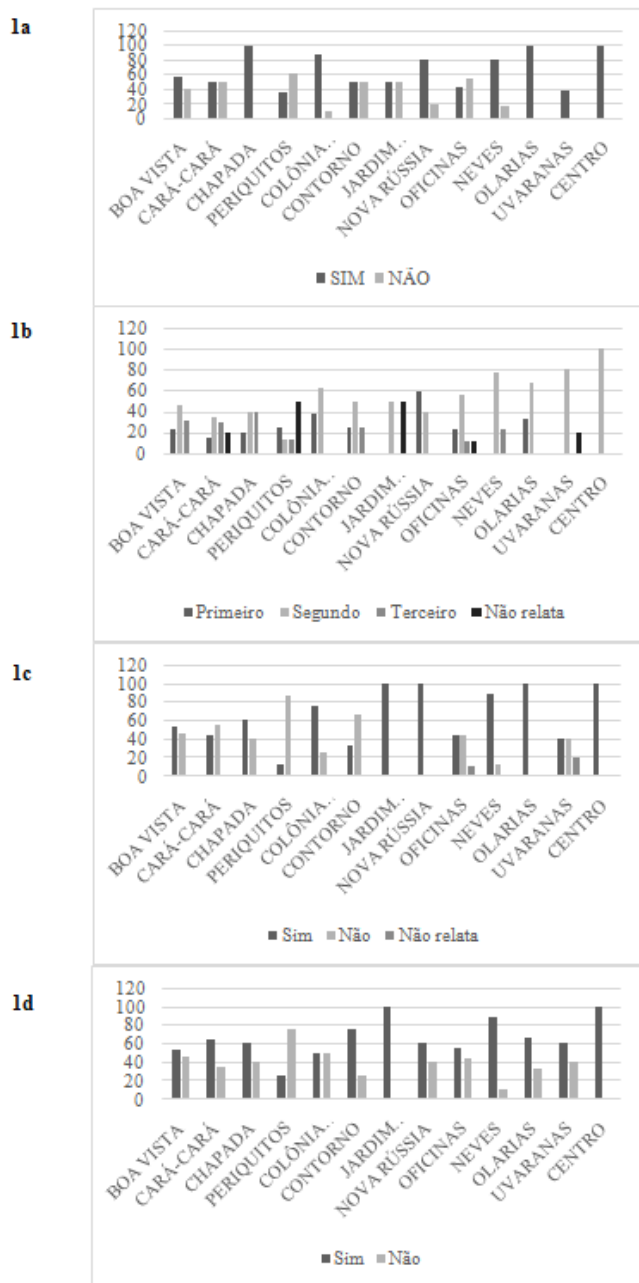 1a
120
100
80
60
40
20
0
BOA VISTA
CARÁ-CARÁ
CHAPADA
PERIQUITOS
COLÔNIA..
CONTORNO
JARDIM..
NOVA RÚSSIA
OFICINAS
NEVES
OLARIAS
UVARANAS
CENTRO
SIM NÃO
1b
120
100
80
60
40
20
0
BOA VISTA
CARÁ-CARÁ
CHAPADA
PERIQUITOS
COLÔNIA..
CONTORNO
JARDIM..
NOVA RÚSSIA
OFICINAS
NEVES
OLARIAS
UVARANAS
CENTRO
Primeiro Segundo Terceiro Não relata
1c
120
100
80
60
40
20
0
BOA VISTA
CARÁ-CARÁ
CHAPADA
PERIQUITOS
COLÔNIA..
CONTORNO
JARDIM..
NOVA RÚSSIA
OFICINAS
NEVES
OLARIAS
UVARANAS
CENTRO
Sim Não Não relata
1d
120
100
80
60
40
20
0
BOA VISTA
CARÁ-CARÁ
CHAPADA
PERIQUITOS
COLÔNIA..
CONTORNO
JARDIM..
NOVA RÚSSIA
OFICINAS
NEVES
OLARIAS
UVARANAS
CENTRO
Sim Não